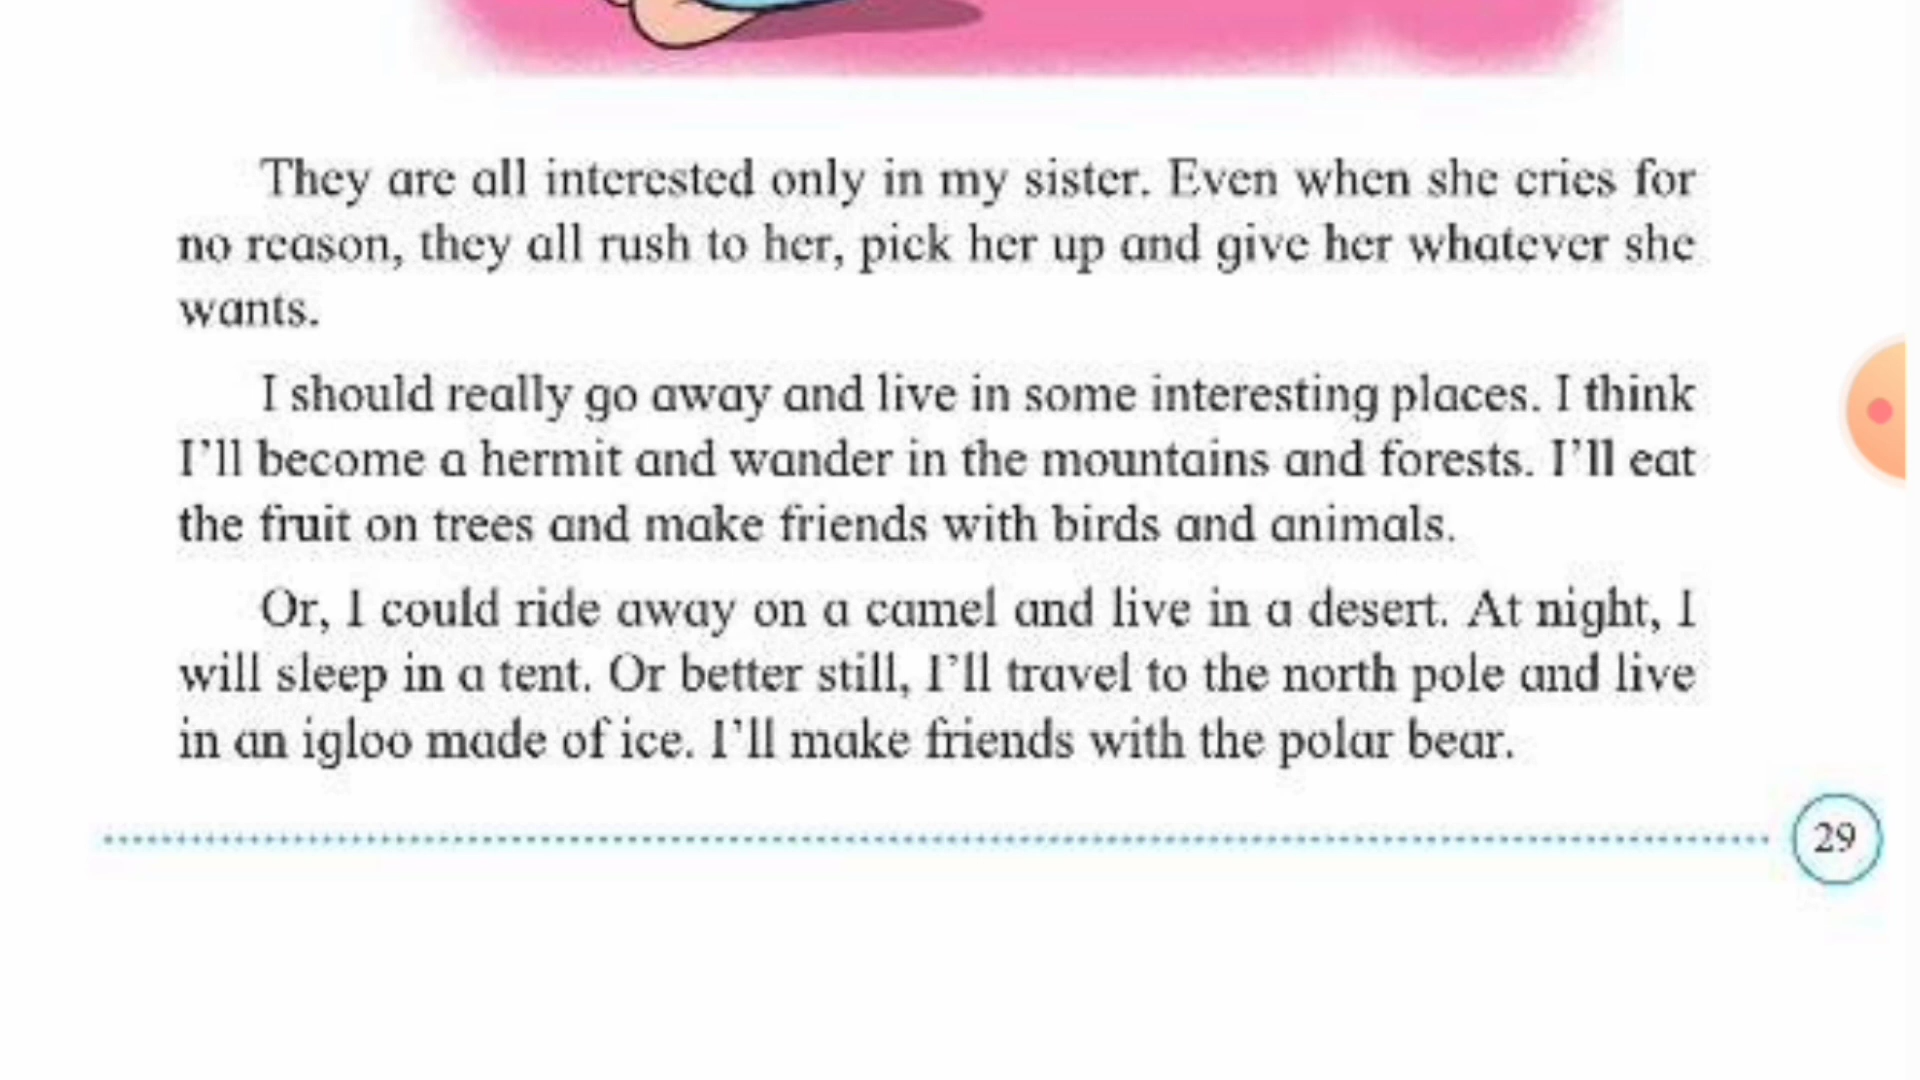 They are all interested only in my sister. Even when she cries for
no reason, they all rush to her, pick her up and give her whatever she
wants.
I should really go away and live in some interesting places. I think
I'll become a hermit and wander in the mountains and forests. I'll eat
the fruit on trees and make friends with birds and animals.
Or, I could ride away on a camel and live in a desert. At night, I
will sleep in a tent. Or better still, I'll travel to the north pole and live
in an igloo made of ice. I'll make friends with the polar bear.
29